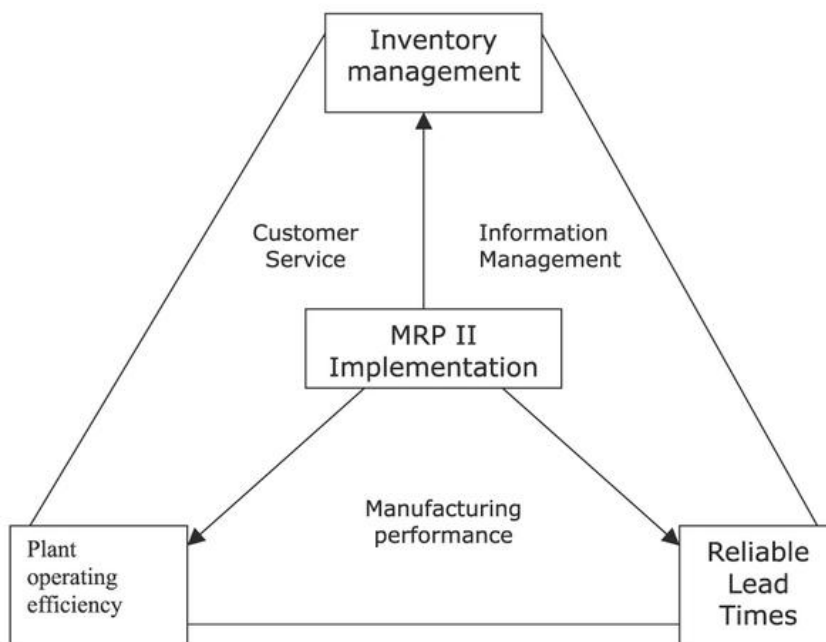 Inventory
management
Customer
Service
Information
Management
MRP II
Implementation
Manufacturing
performance
Plant
operating
efficiency
Reliable
Lead
Times